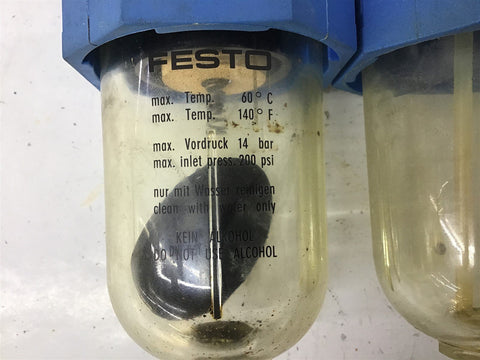 FESTO
max. Temp. 60° C
max. Temp. 140° F
max. Vordruck 14 bar
max. inlet press. 200 psi
nur mit Wasser reinigen
clean with water only
KEIN ALKOHOL
DO NOT USE ALCOHOL